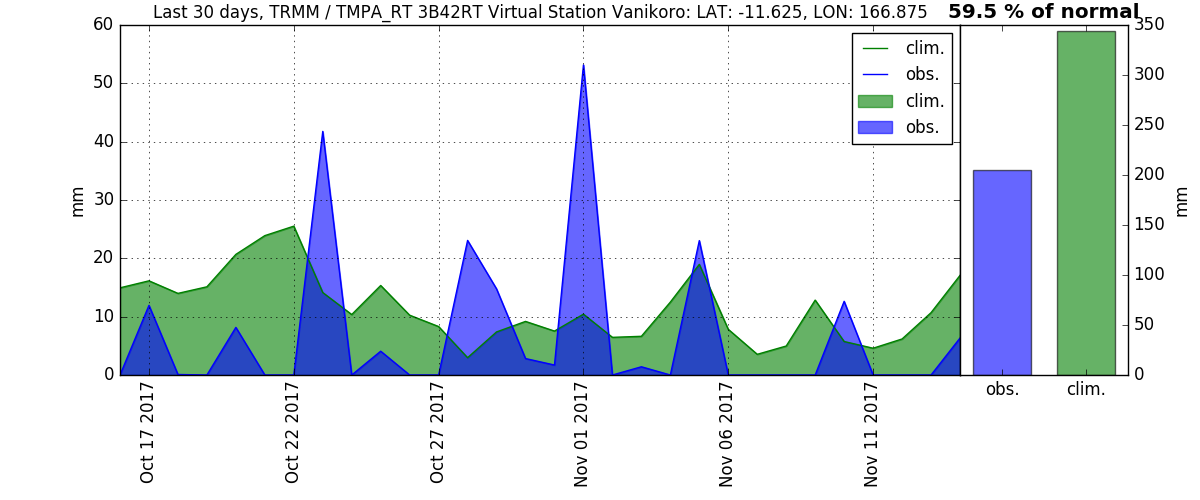 Last 30 days, TRMM / TMPA_RT 3B42RT Virtual Station Vanikoro: LAT: -11.625, LON: 166.875
59.5 % of normal
60
50
40
30
20
10
0
mm
clim.
obs.
clim.
obs.
Oct 17 2017
Oct 22 2017
Oct 27 2017
Nov 01 2017
Nov 06 2017
Nov 11 2017
350
300
250
200
150
100
50
0
mm
obs.
clim.